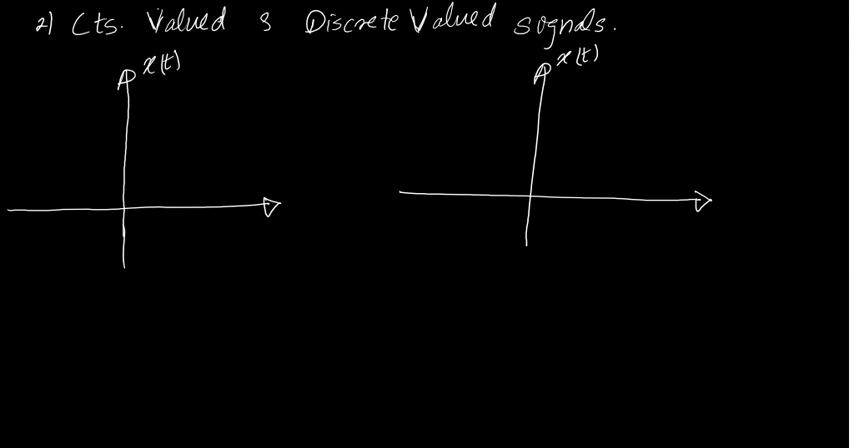 2) Cts. Valued & Discrete Valued signals.
x(t) x(t)